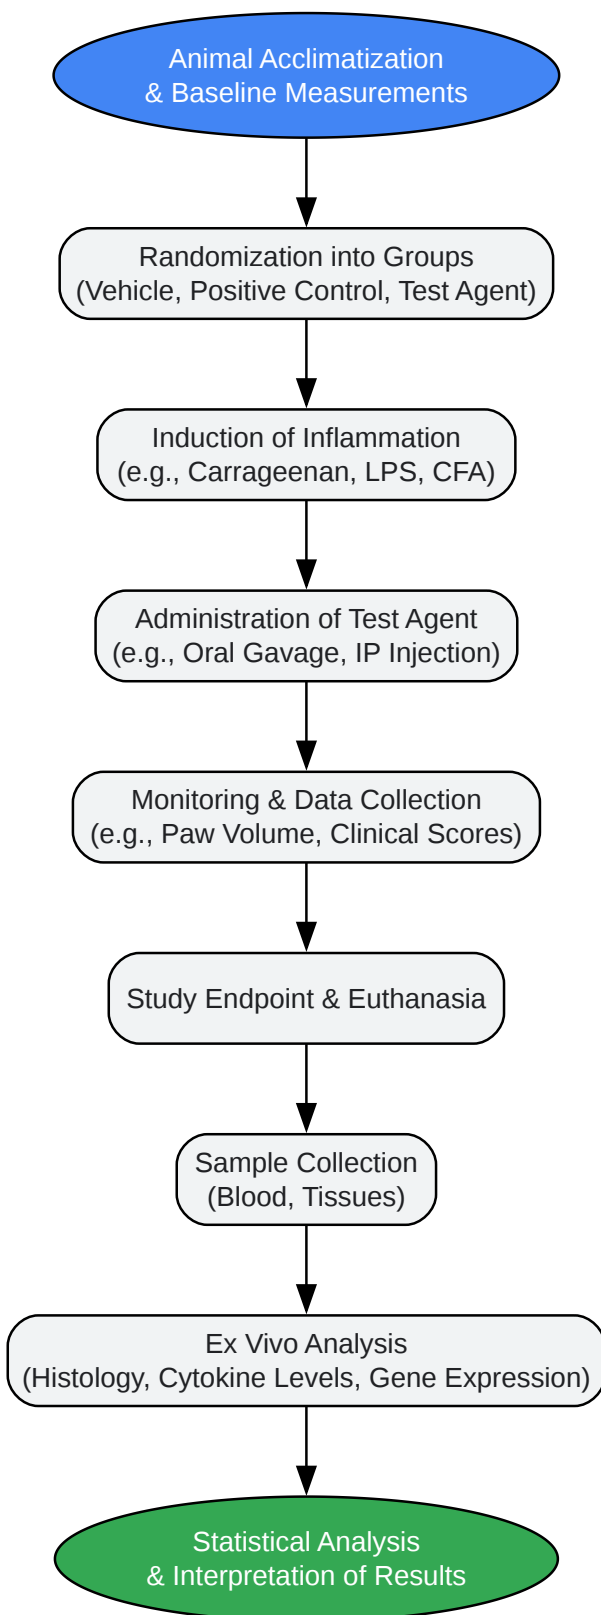 Animal Acclimatization
& Baseline Measurements
Randomization into Groups
(Vehicle, Positive Control, Test Agent)
Induction of Inflammation
(e.g., Carrageenan, LPS, CFA)
Administration of Test Agent
(e.g., Oral Gavage, IP Injection)
Monitoring & Data Collection
(e.g., Paw Volume, Clinical Scores)
Study Endpoint & Euthanasia
Sample Collection
(Blood, Tissues)
Ex Vivo Analysis
(Histology, Cytokine Levels, Gene Expression)
Statistical Analysis
& Interpretation of Results